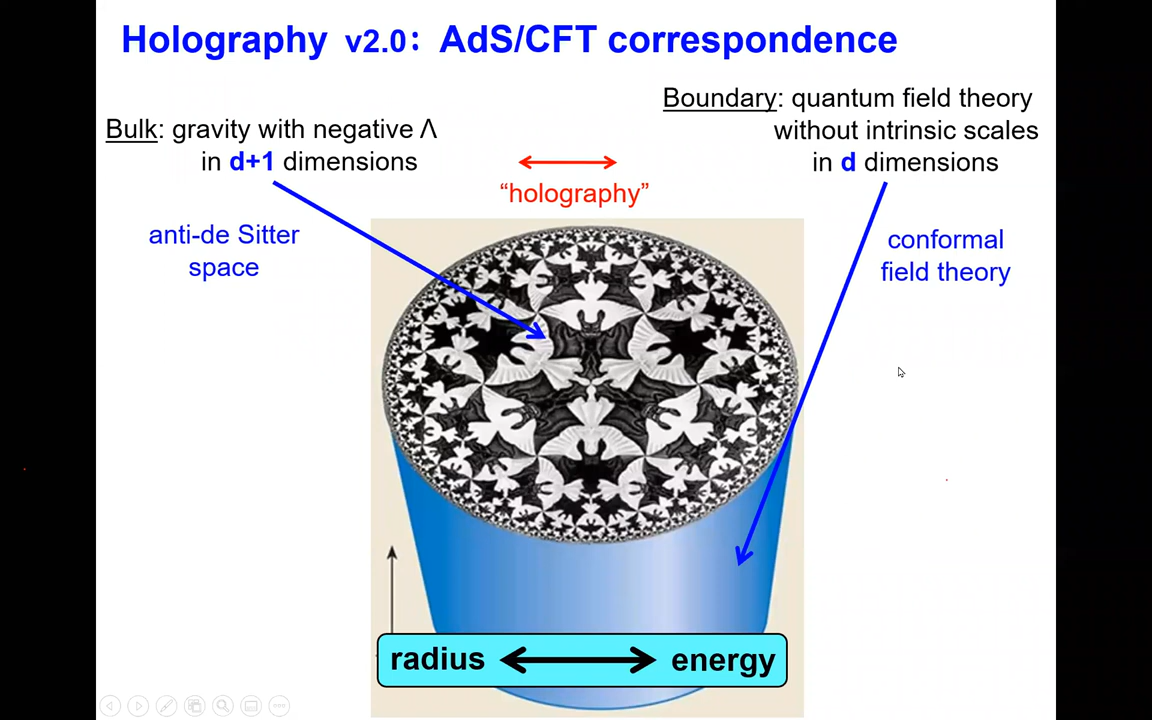 Holography v2.0: AdS/CFT correspondence
Bulk: gravity with negative Λ
in d+1 dimensions
anti-de Sitter
space
“holography”
Boundary: quantum field theory
without intrinsic scales
in d dimensions
conformal
field theory
radius energy